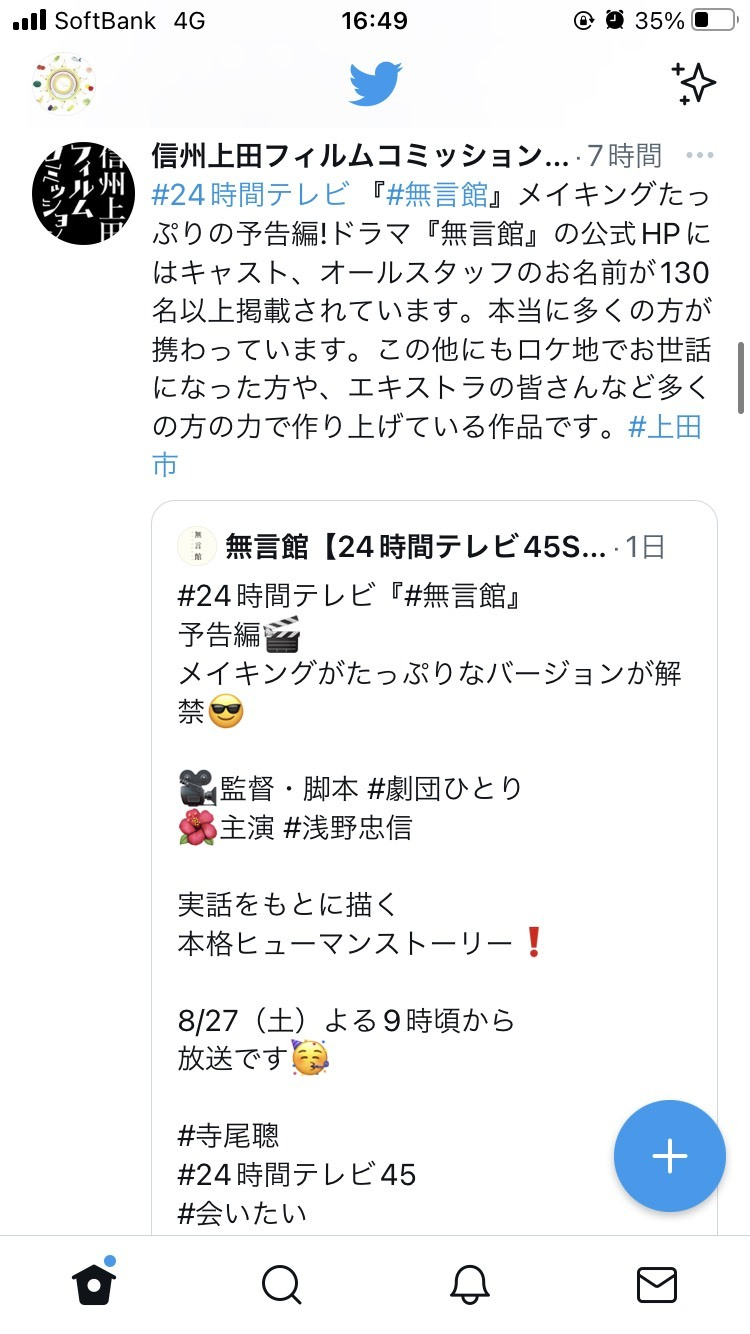 SoftBank 4G 16:49 35%
信州上田フィルムコミッション... · 7時間
#24時間テレビ 『#無言館』メイキングたっ
ぷりの予告編!ドラマ『無言館』の公式HPに
はキャスト、オールスタッフのお名前が130
名以上掲載されています。本当に多くの方が
携わっています。この他にもロケ地でお世話
になった方や、エキストラの皆さんなど多く
の方の力で作り上げている作品です。#上田
市
無言館【24時間テレビ45S... · 1日
#24時間テレビ『#無言館』
予告編🎬
メイキングがたっぷりなバージョンが解
禁😎
🎥監督・脚本 #劇団ひとり
🌺主演 #浅野忠信
実話をもとに描く
本格ヒューマンストーリー❗
8/27（土）よる9時頃から
放送です🥳
#寺尾聰
#24時間テレビ45
#会いたい